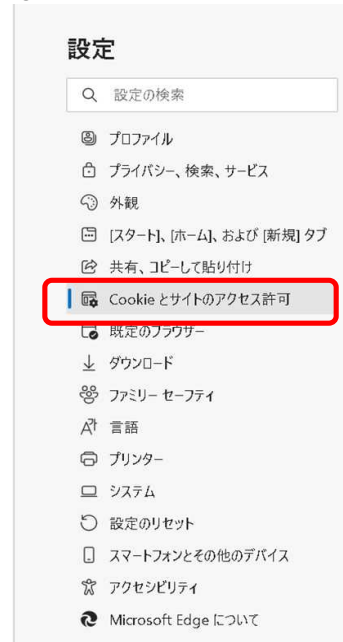 設定
設定の検索
プロファイル
プライバシー、検索、サービス
外観
[スタート]、[ホーム]、および [新規] タブ
共有、コピーして貼り付け
Cookie とサイトのアクセス許可
既定のブラウザー
ダウンロード
ファミリー セーフティ
言語
プリンター
システム
設定のリセット
スマートフォンとその他のデバイス
アクセシビリティ
Microsoft Edge について